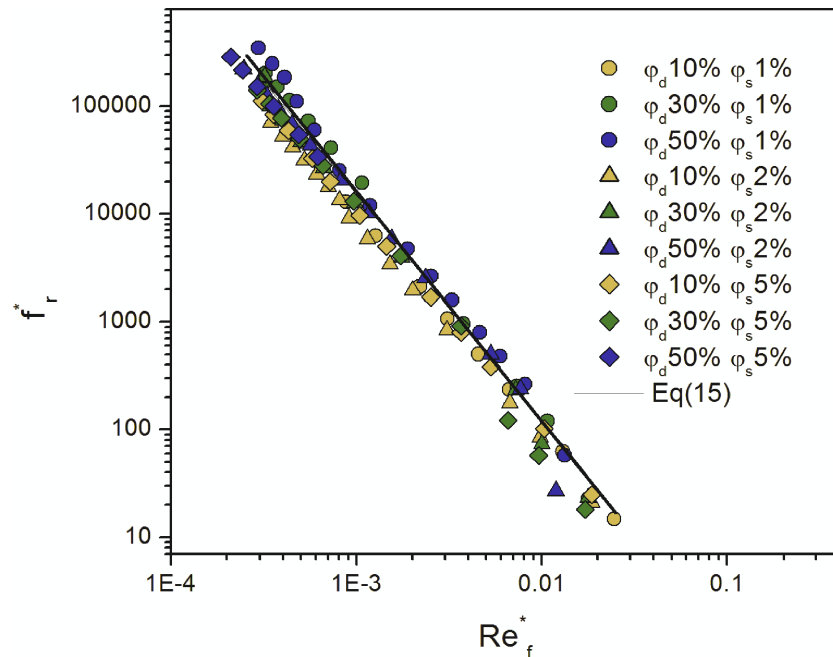 100000
10000
1000
100
10
f*r
1E-4 1E-3 0.01 0.1
Re*f
φd10% φs1%
φd30% φs1%
φd50% φs1%
φd10% φs2%
φd30% φs2%
φd50% φs2%
φd10% φs5%
φd30% φs5%
φd50% φs5%
Eq(15)